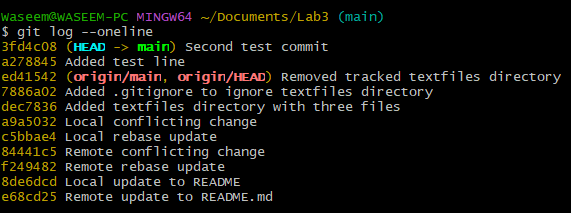 Waseem@WASEEM-PC MINGW64 ~/Documents/Lab3 (main)
$ git log --oneline
3fd4c08 (HEAD -> main) Second test commit
a278845 Added test line
ed41542 (origin/main, origin/HEAD) Removed tracked textfiles directory
7886a02 Added .gitignore to ignore textfiles directory
dec7836 Added textfiles directory with three files
a9a5032 Local conflicting change
c5bbae4 Local rebase update
84441c5 Remote conflicting change
f249482 Remote rebase update
8de6dcd Local update to README
e68cd25 Remote update to README.md